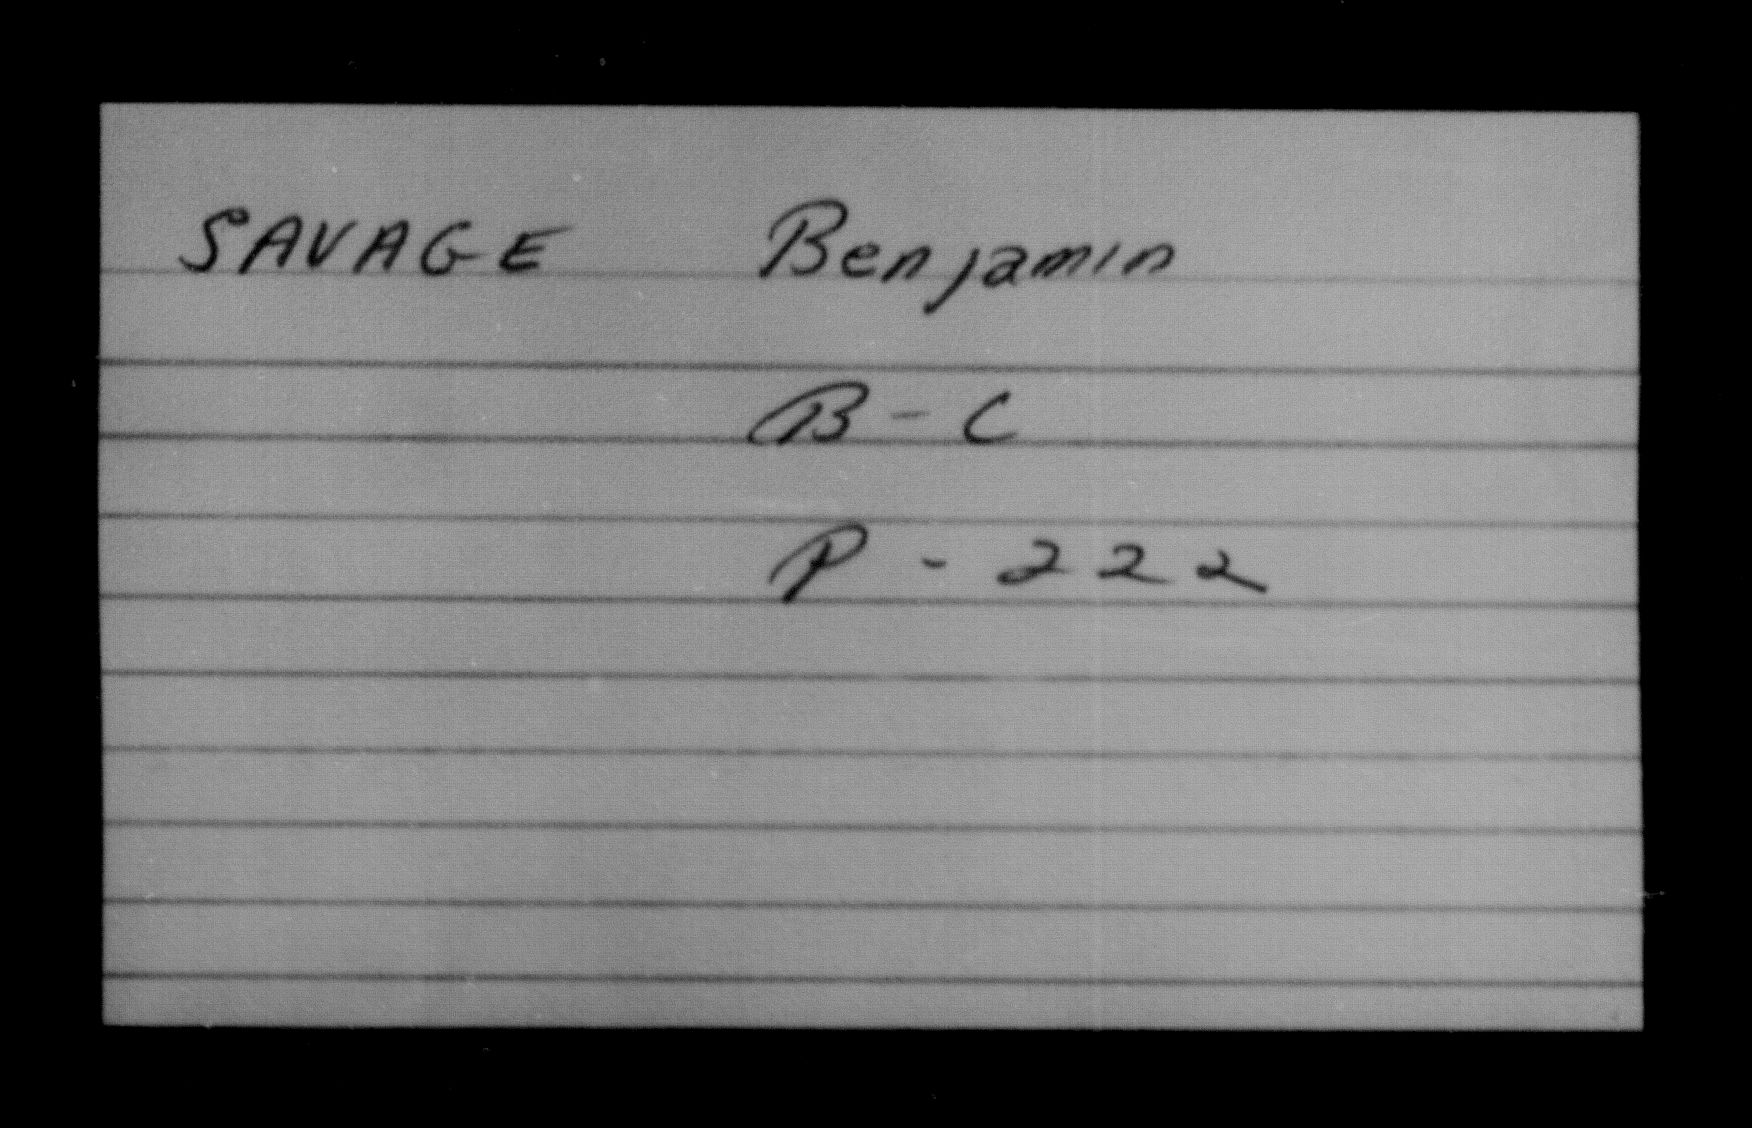 SAVAGE Benjamin
B - C
P - 222